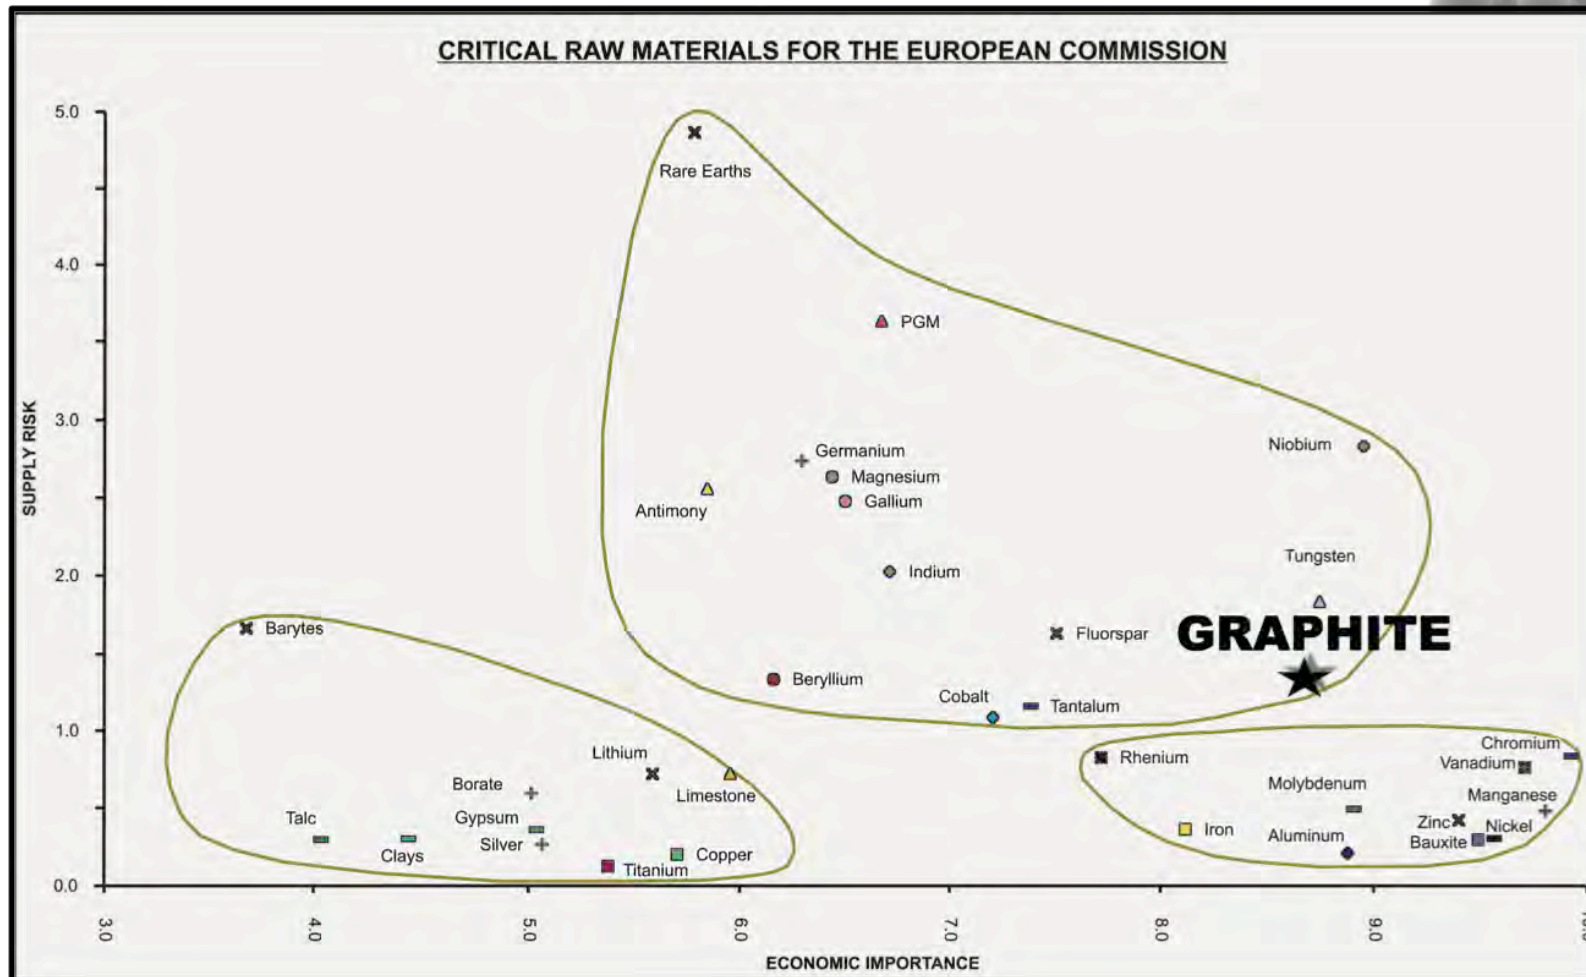 CRITICAL RAW MATERIALS FOR THE EUROPEAN COMMISSION
5.0
Rare Earths
4.0
PGM
3.0
Niobium
Germanium
Magnesium
Gallium
Antimony
Tungsten
2.0
Indium
Barytes
Fluorspar
GRAPHITE
Beryllium
Cobalt
Tantalum
1.0
Lithium
Rhenium
Chromium
Vanadium
Borate
Limestone
Molybdenum
Manganese
Talc
Gypsum
Iron
Zinc
Nickel
Clays
Silver
Copper
Aluminum
Bauxite
Titanium
0.0
SUPPLY RISK
3.0
4.0
5.0
6.0
7.0
8.0
9.0
ECONOMIC IMPORTANCE